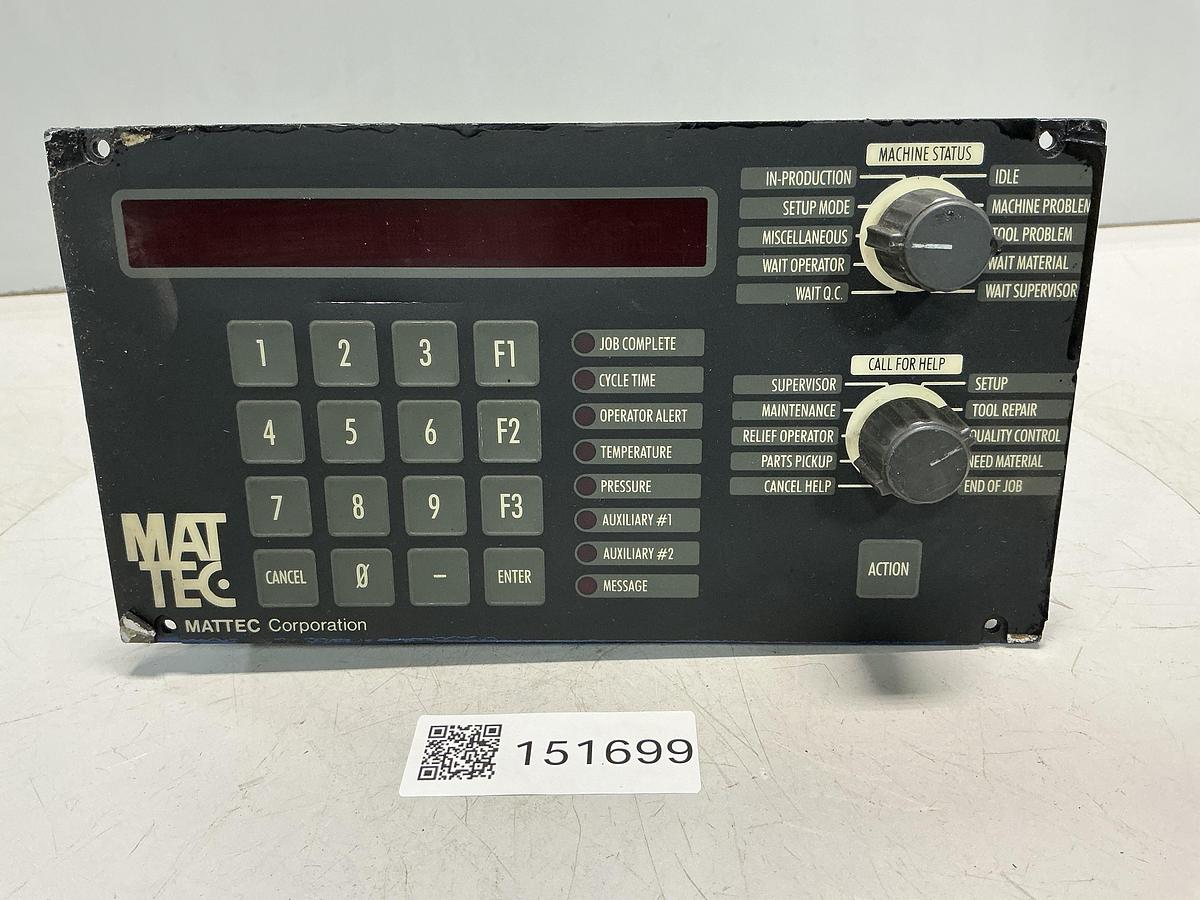 MACHINE STATUS
IN-PRODUCTION
IDLE
SETUP MODE
MACHINE PROBLEM
MISCELLANEOUS
TOOL PROBLEM
WAIT OPERATOR
WAIT MATERIAL
WAIT Q.C.
WAIT SUPERVISOR
1 2 3 F1
4 5 6 F2
7 8 9 F3
CANCEL 0 – ENTER
JOB COMPLETE
CYCLE TIME
OPERATOR ALERT
TEMPERATURE
PRESSURE
AUXILIARY #1
AUXILIARY #2
MESSAGE
CALL FOR HELP
SUPERVISOR
SETUP
MAINTENANCE
TOOL REPAIR
RELIEF OPERATOR
QUALITY CONTROL
PARTS PICKUP
NEED MATERIAL
CANCEL HELP
END OF JOB
ACTION
MAT
TEC
MATTEC Corporation
151699